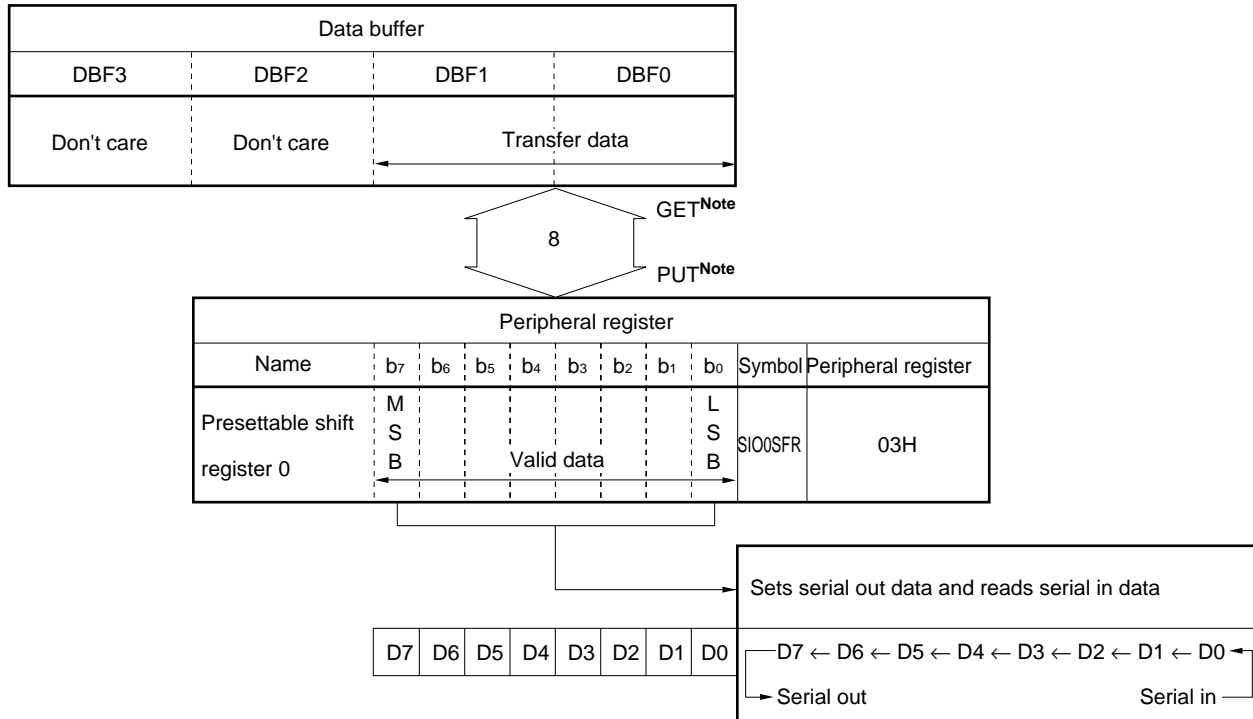 Data buffer
DBF3 DBF2 DBF1 DBF0
Don't care Don't care Transfer data
GETNote
8
PUTNote
Peripheral register
Name b7 b6 b5 b4 b3 b2 b1 b0 Symbol Peripheral register
Presettable shift
register 0
M
S
B
Valid data
L
S
B
SIO0SFR
03H
Sets serial out data and reads serial in data
D7 D6 D5 D4 D3 D2 D1 D0
D7 ← D6 ← D5 ← D4 ← D3 ← D2 ← D1 ← D0
Serial out Serial in